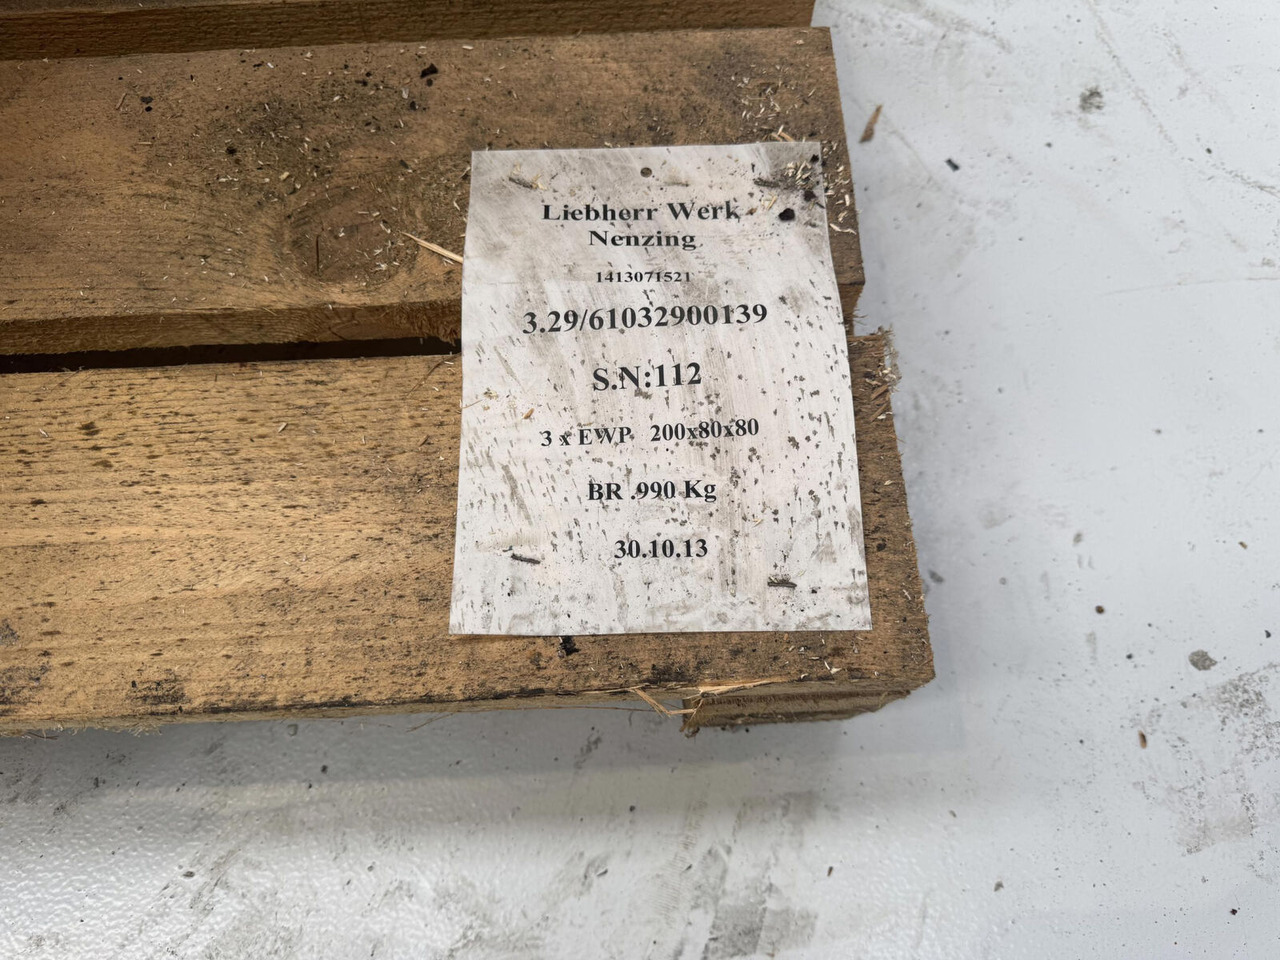 Liebherr Werk
Nenzing
1413071521
3.29/61032900139
S.N:112
3 x EWP 200x80x80
BR .990 Kg
30.10.13